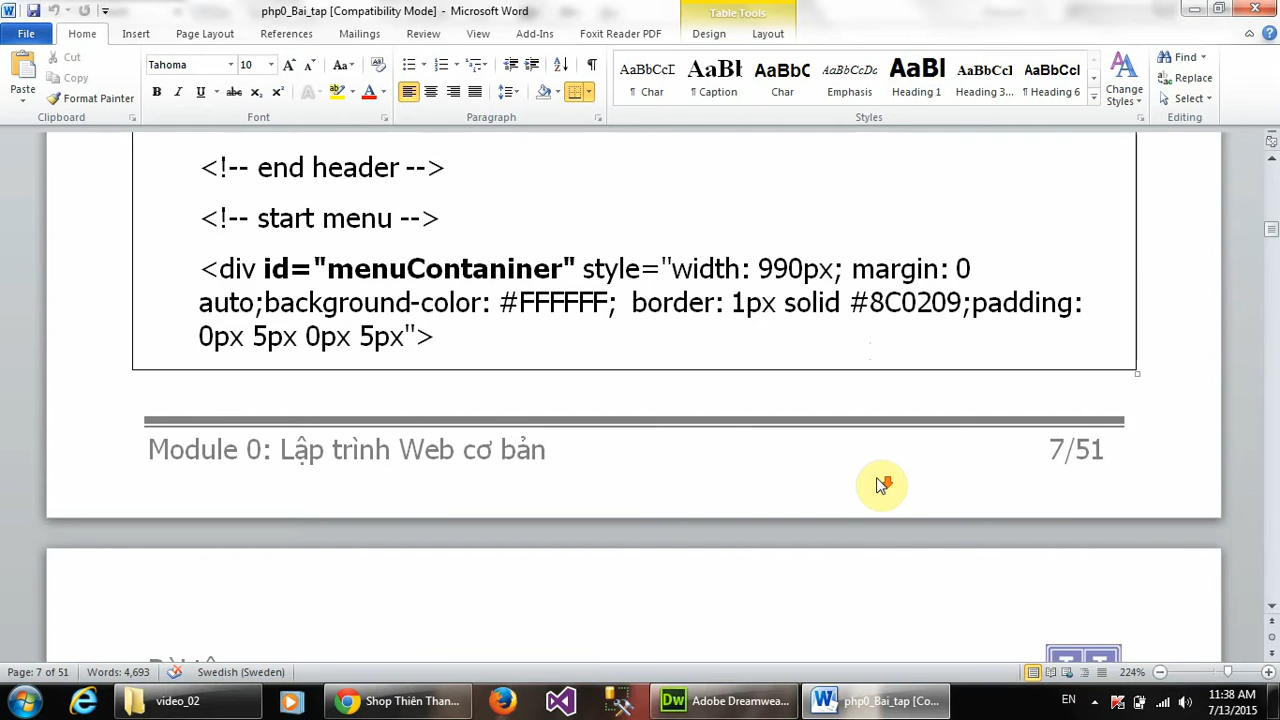 php0_Bai_tap [Compatibility Mode] - Microsoft Word
Table Tools
File Home Insert Page Layout References Mailings Review View Add-Ins Foxit Reader PDF Design Layout
Paste
Cut
Copy
Format Painter
Clipboard
Tahoma 10
Font
Paragraph
AaBbCcI AaBl AaBbC AaBbCcDc AaBl AaBbCcI AaBbCcl
¶ Char ¶ Caption Char Emphasis Heading 1 Heading 3... ¶ Heading 6
Change Styles
Styles
Find
Replace
Select
Editing
<!-- end header -->
<!-- start menu -->
<div id="menuContaniner" style="width: 990px; margin: 0
auto;background-color: #FFFFFF;  border: 1px solid #8C0209;padding:
0px 5px 0px 5px">
Module 0: Lập trình Web cơ bản 7/51
Page: 7 of 51 Words: 4,693 Swedish (Sweden) 224%
video_02 Shop Thiên Than... Adobe Dreamwea... php0_Bai_tap [Co... EN 11:38 AM
7/13/2015